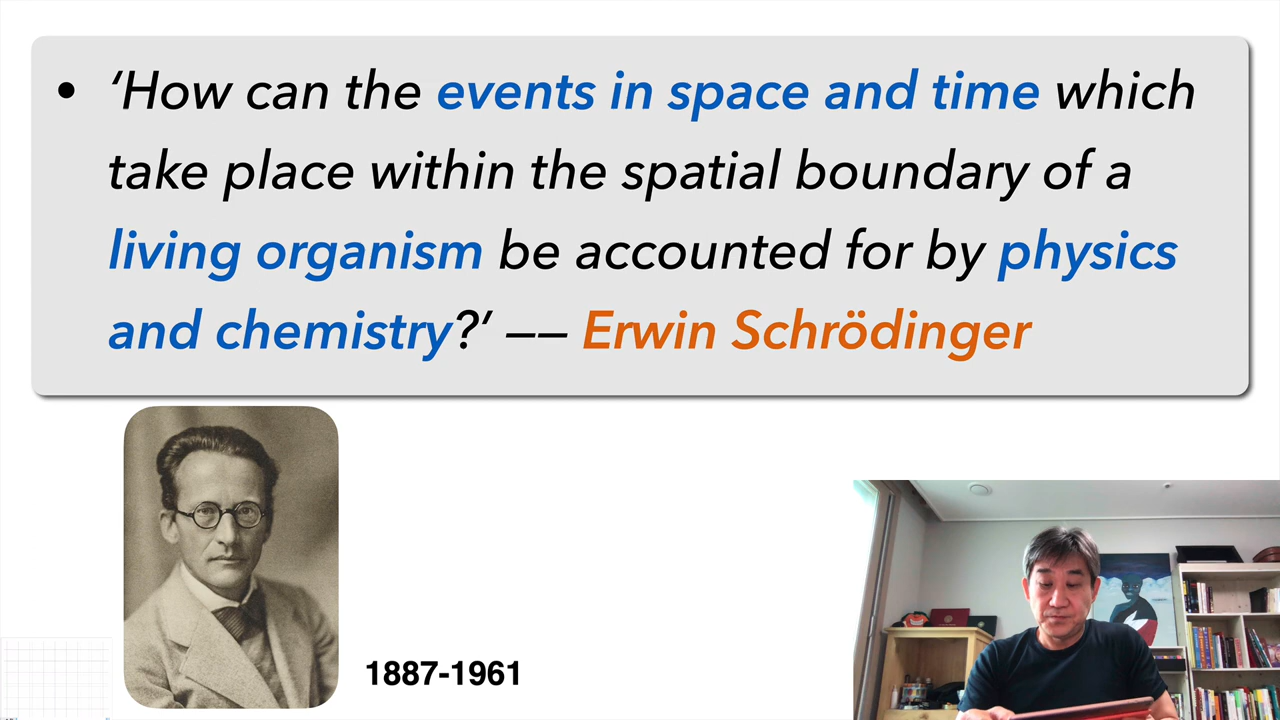 • ‘How can the events in space and time which
take place within the spatial boundary of a
living organism be accounted for by physics
and chemistry?’ –– Erwin Schrödinger
1887-1961